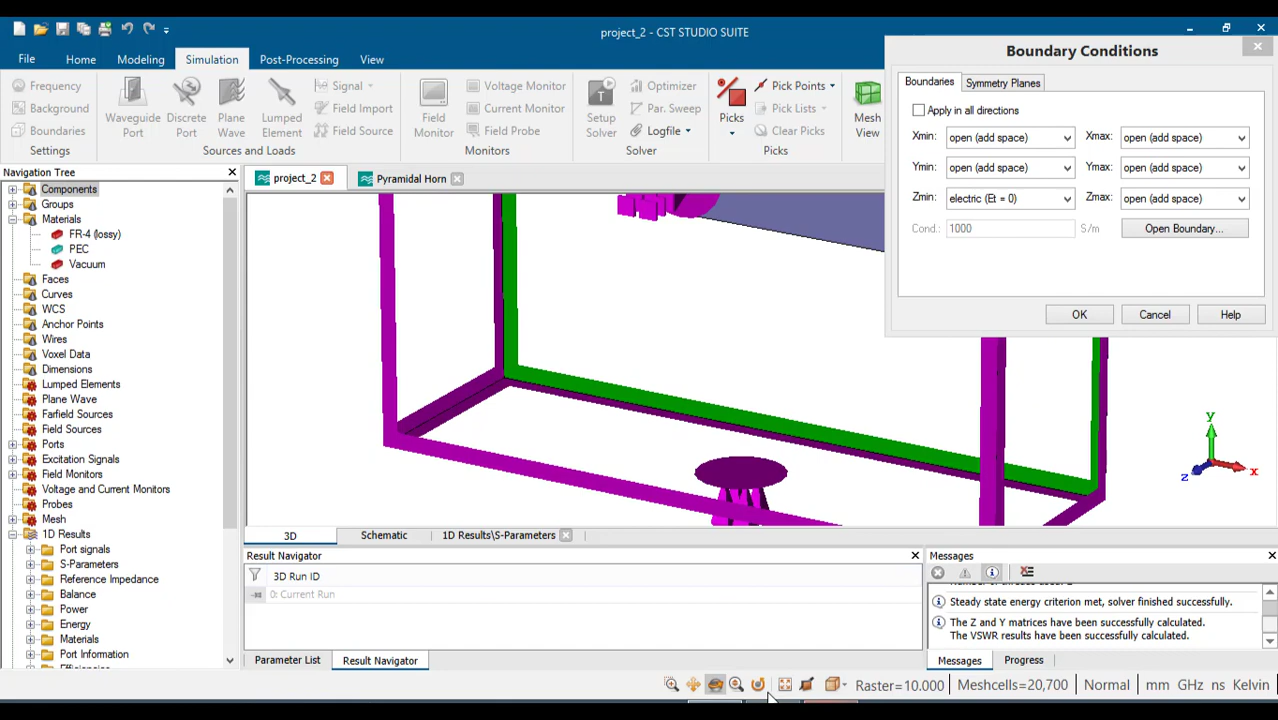 project_2 - CST STUDIO SUITE
File Home Modeling Simulation Post-Processing View
Frequency
Background
Boundaries
Settings
Waveguide Port
Discrete Port
Plane Wave
Lumped Element
Signal
Field Import
Field Source
Sources and Loads
Field Monitor
Voltage Monitor
Current Monitor
Field Probe
Monitors
Setup Solver
Optimizer
Par. Sweep
Logfile
Solver
Picks
Pick Points
Pick Lists
Clear Picks
Picks
Mesh View
Boundary Conditions
Boundaries Symmetry Planes
Apply in all directions
Xmin: open (add space) Xmax: open (add space)
Ymin: open (add space) Ymax: open (add space)
Zmin: electric (Et = 0) Zmax: open (add space)
Cond.: 1000 S/m Open Boundary...
OK Cancel Help
Navigation Tree
Components
Groups
Materials
FR-4 (lossy)
PEC
Vacuum
Faces
Curves
WCS
Anchor Points
Wires
Voxel Data
Dimensions
Lumped Elements
Plane Wave
Farfield Sources
Field Sources
Ports
Excitation Signals
Field Monitors
Voltage and Current Monitors
Probes
Mesh
1D Results
Port signals
S-Parameters
Reference Impedance
Balance
Power
Energy
Materials
Port Information
project_2 Pyramidal Horn
y
z x
3D Schematic 1D Results\S-Parameters
Result Navigator
3D Run ID
0: Current Run
Parameter List Result Navigator
Messages
Steady state energy criterion met, solver finished successfully.
The Z and Y matrices have been successfully calculated.
The VSWR results have been successfully calculated.
Messages Progress
Raster=10.000 Meshcells=20,700 Normal mm GHz ns Kelvin